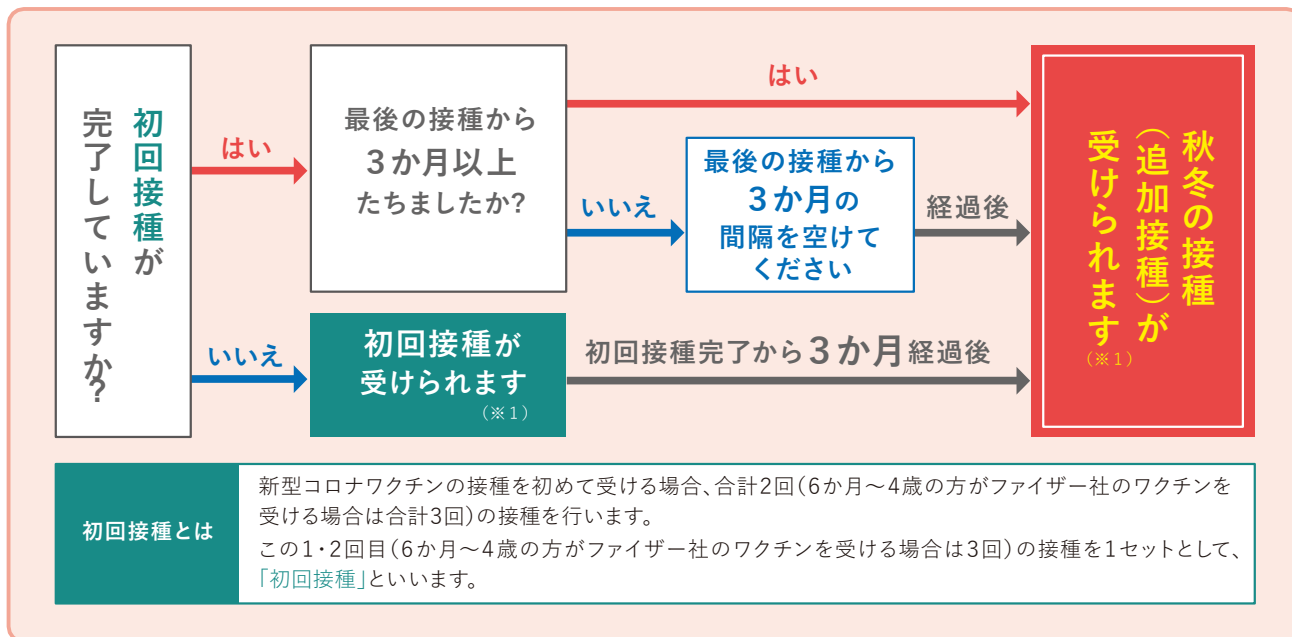 初回接種が
完了していますか?
はい
いいえ
最後の接種から
3か月以上
たちましたか?
はい
いいえ
最後の接種から
3か月の
間隔を空けて
ください
経過後
初回接種が
受けられます
(※1)
初回接種完了から3か月経過後
秋冬の接種
(追加接種)が
受けられます
(※1)
初回接種とは
新型コロナワクチンの接種を初めて受ける場合、合計2回(6か月〜4歳の方がファイザー社のワクチンを
受ける場合は合計3回)の接種を行います。
この1・2回目(6か月〜4歳の方がファイザー社のワクチンを受ける場合は3回)の接種を1セットとして、
「初回接種」といいます。